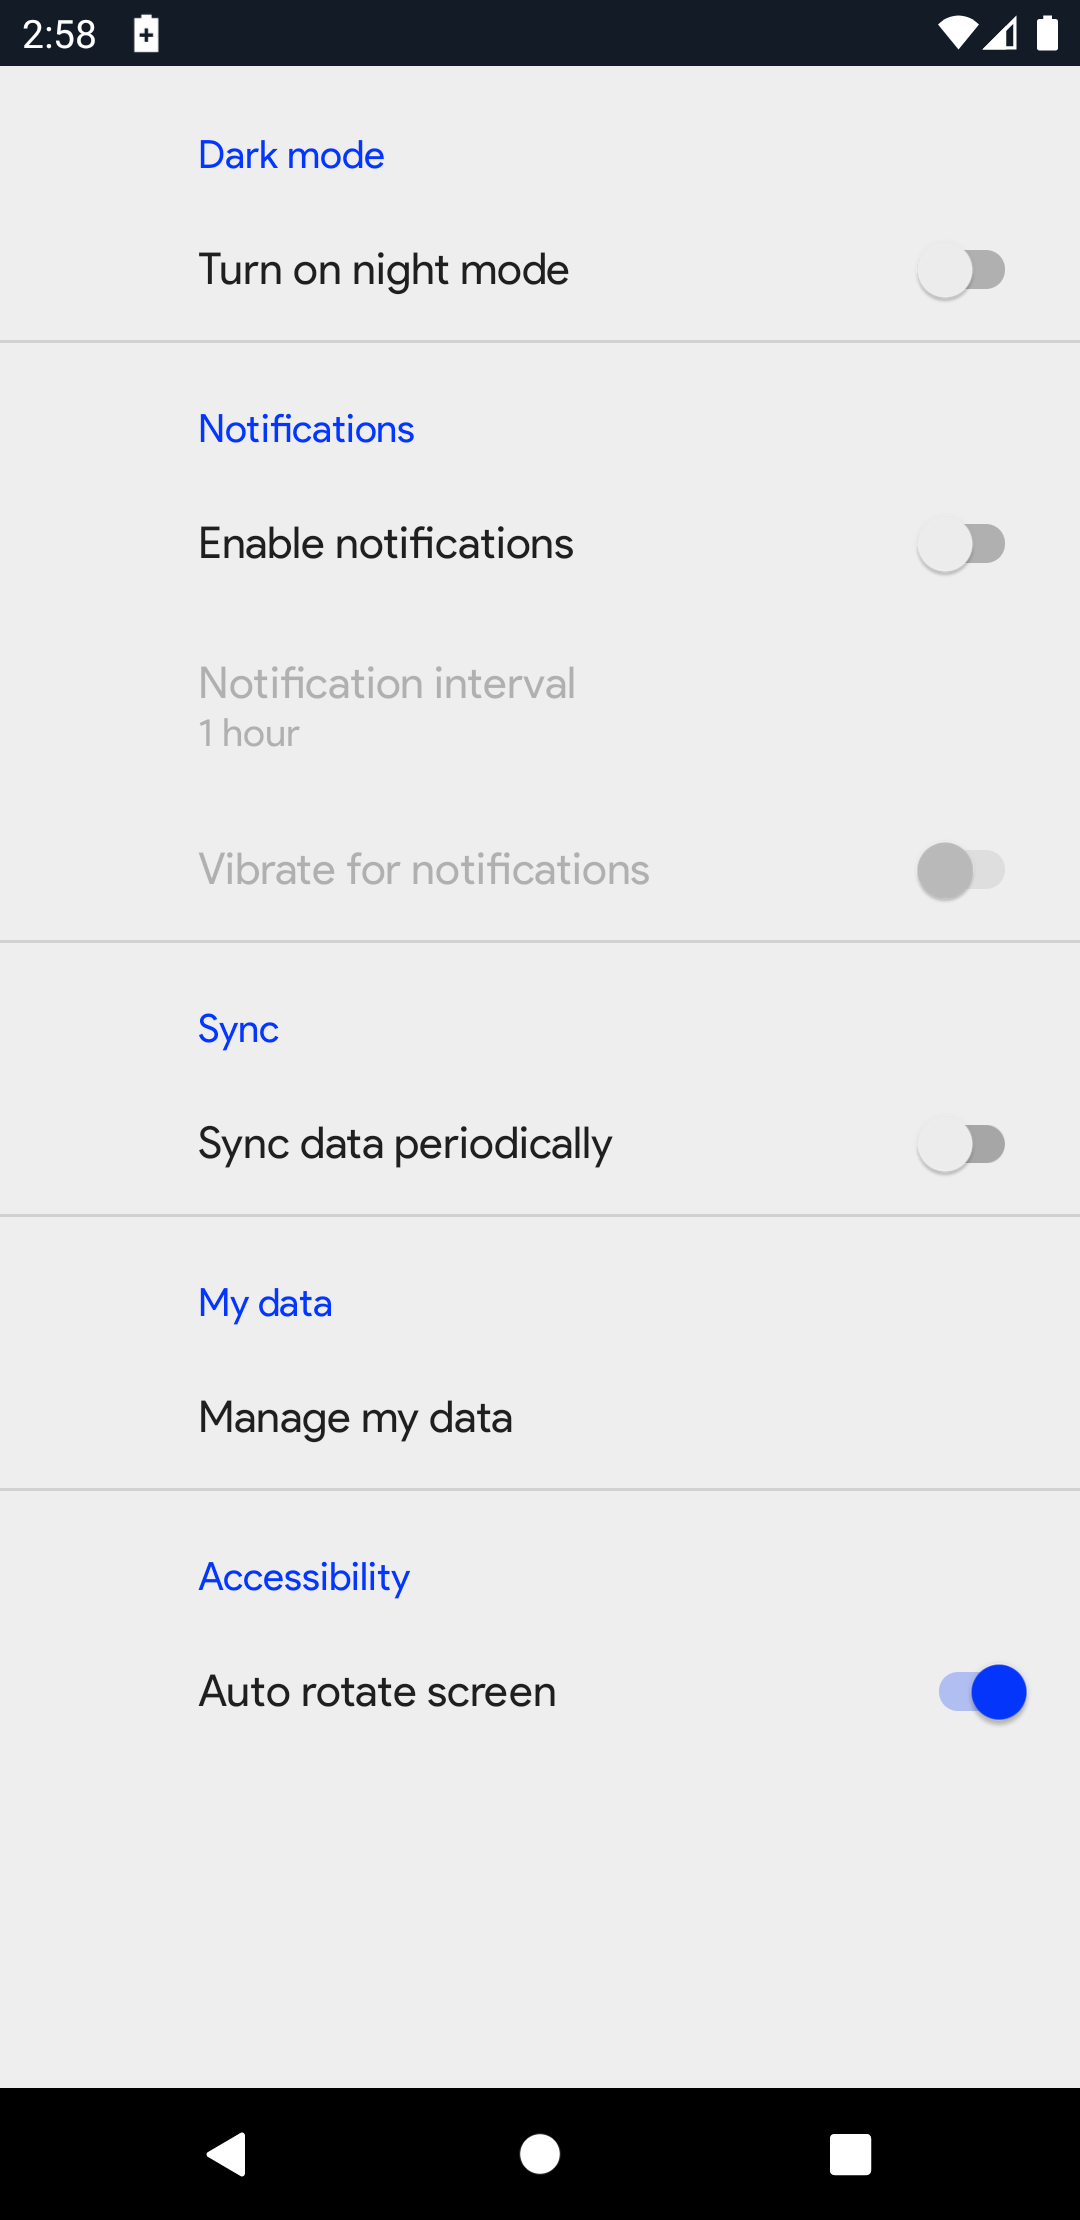 2:58
Dark mode
Turn on night mode
Notifications
Enable notifications
Notification interval
1 hour
Vibrate for notifications
Sync
Sync data periodically
My data
Manage my data
Accessibility
Auto rotate screen